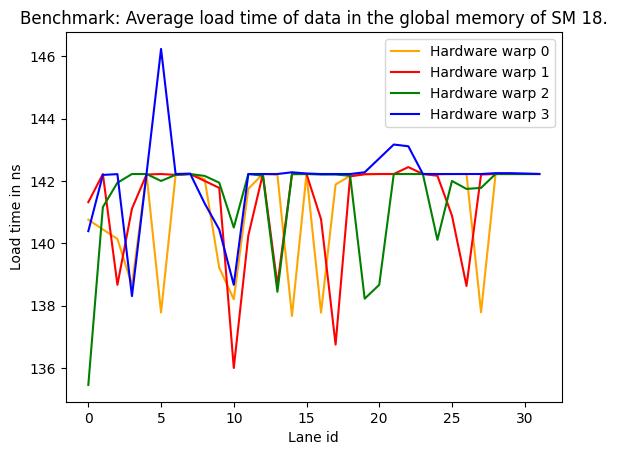 Benchmark: Average load time of data in the global memory of SM 18.
Hardware warp 0
Hardware warp 1
Hardware warp 2
Hardware warp 3
Load time in ns
146
144
142
140
138
136
0 5 10 15 20 25 30
Lane id